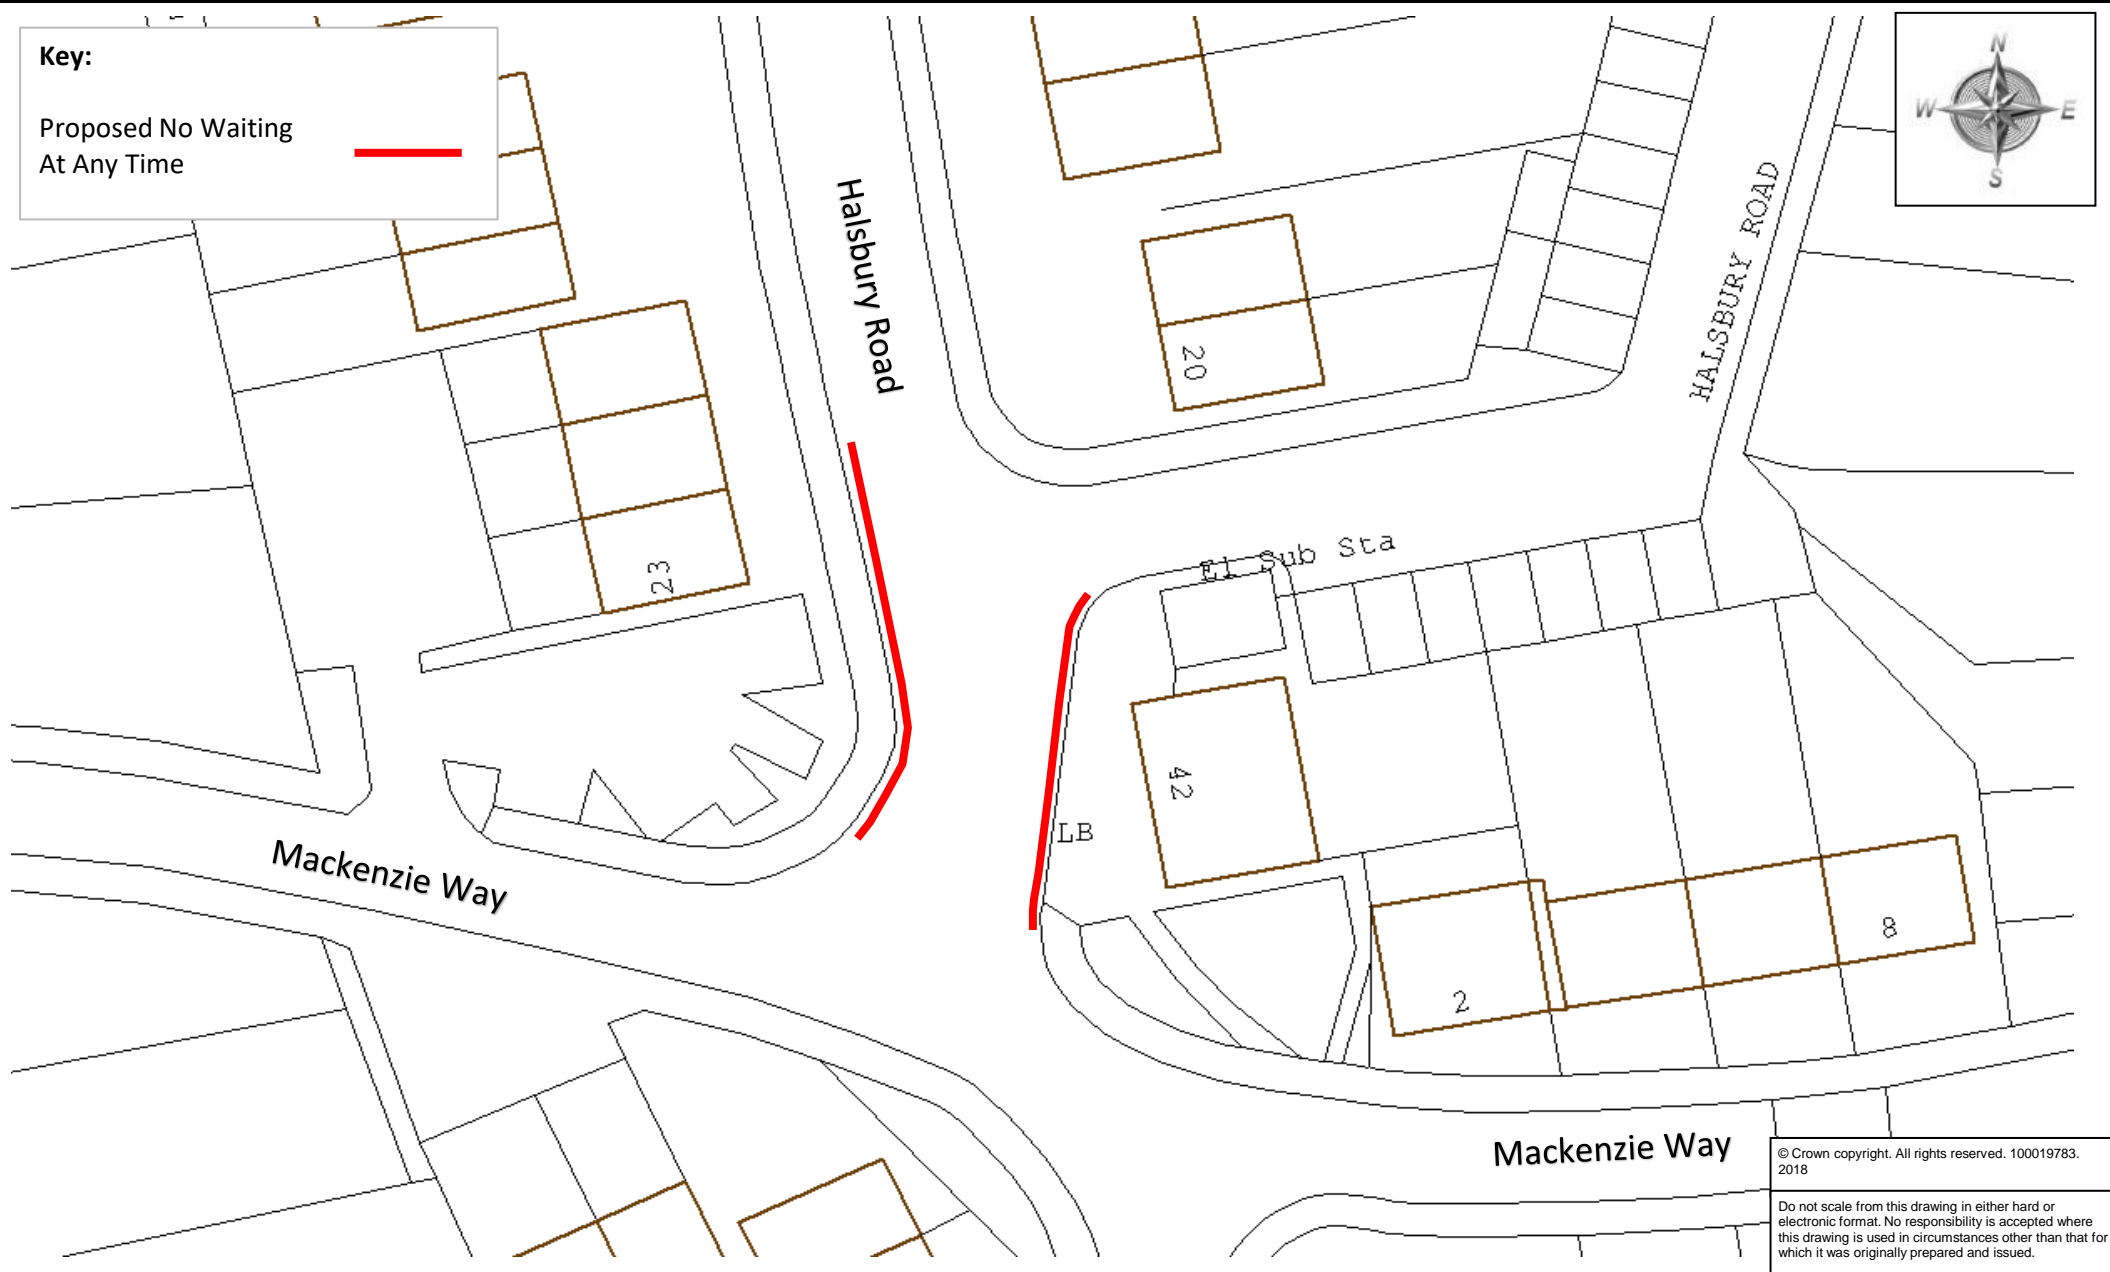 Key:
Proposed No Waiting
At Any Time
N
W
E
S
Halsbury Road
HALSBURY ROAD
20
23
El Sub Sta
42
LB
Mackenzie Way
2
8
Mackenzie Way
© Crown copyright. All rights reserved. 100019783.
2018
Do not scale from this drawing in either hard or
electronic format. No responsibility is accepted where
this drawing is used in circumstances other than that for
which it was originally prepared and issued.